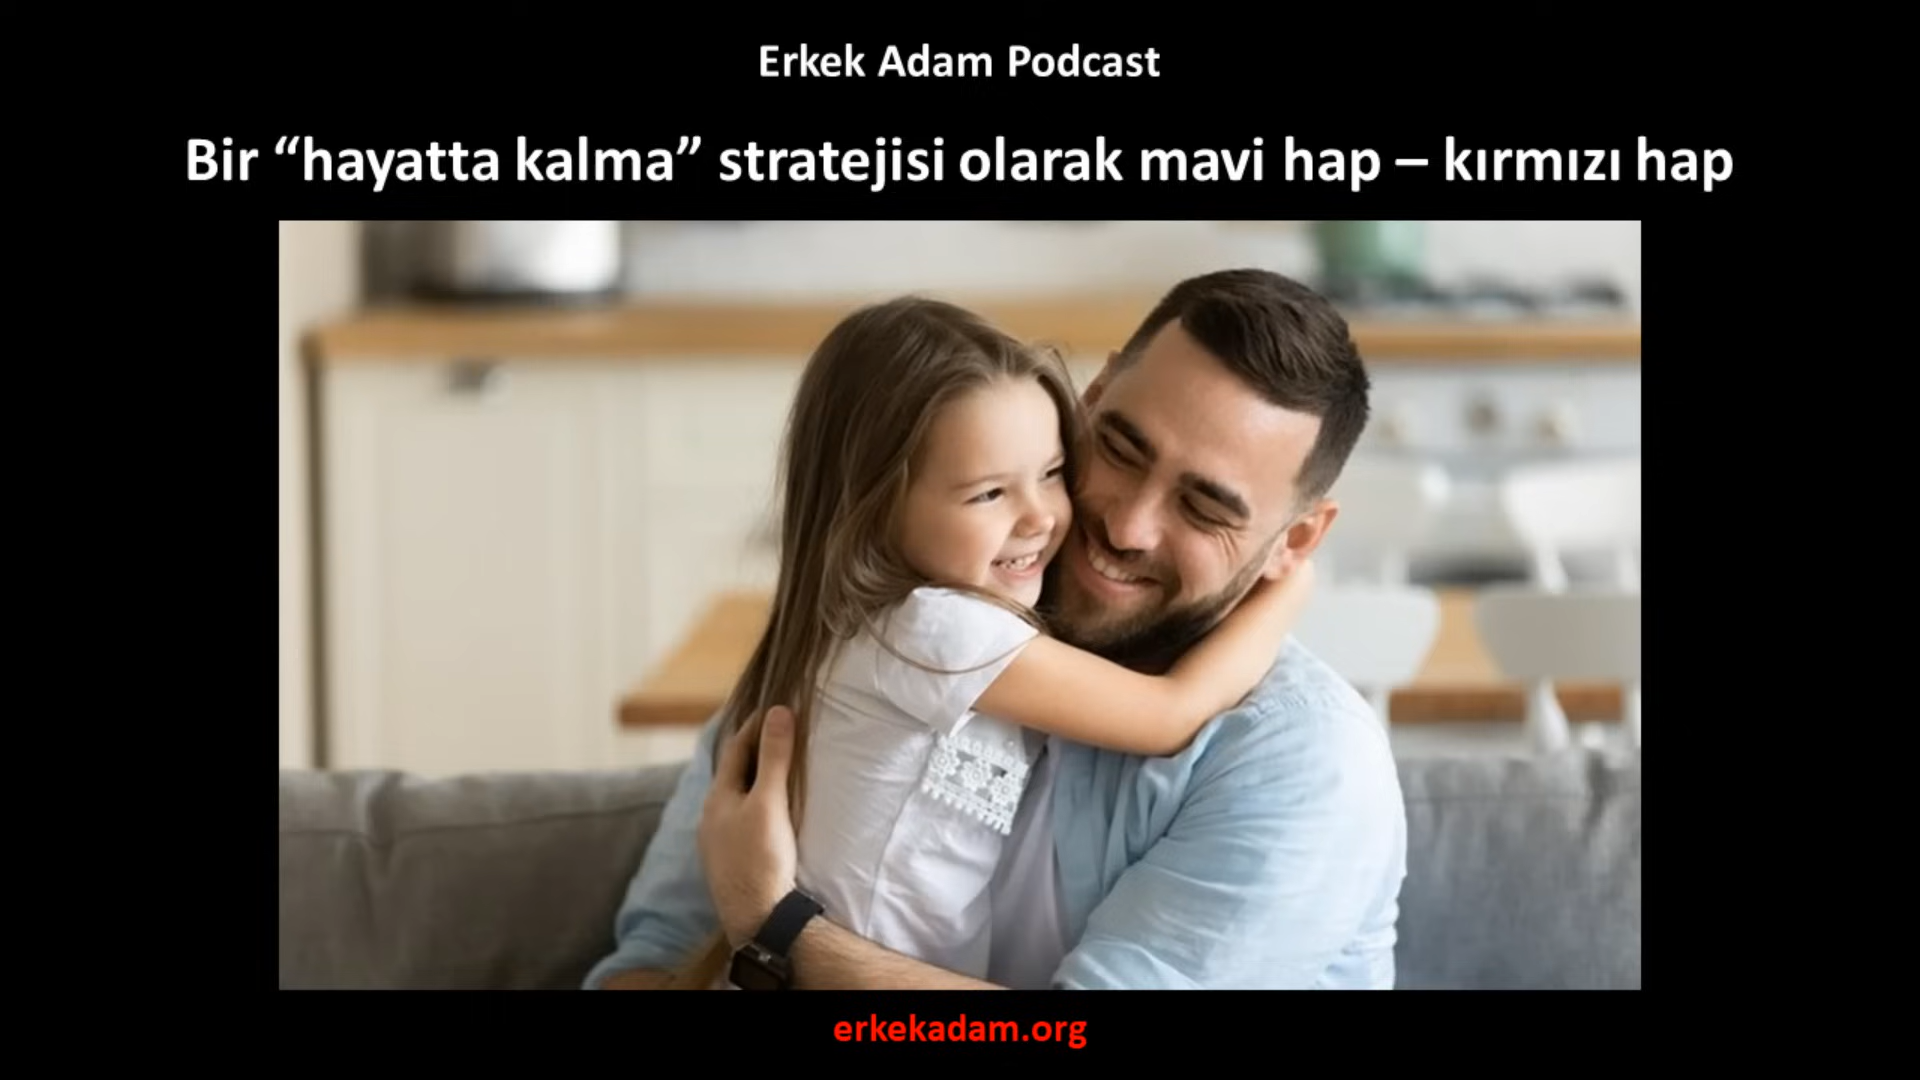 Erkek Adam Podcast
Bir “hayatta kalma” stratejisi olarak mavi hap – kırmızı hap
erkekadam.org